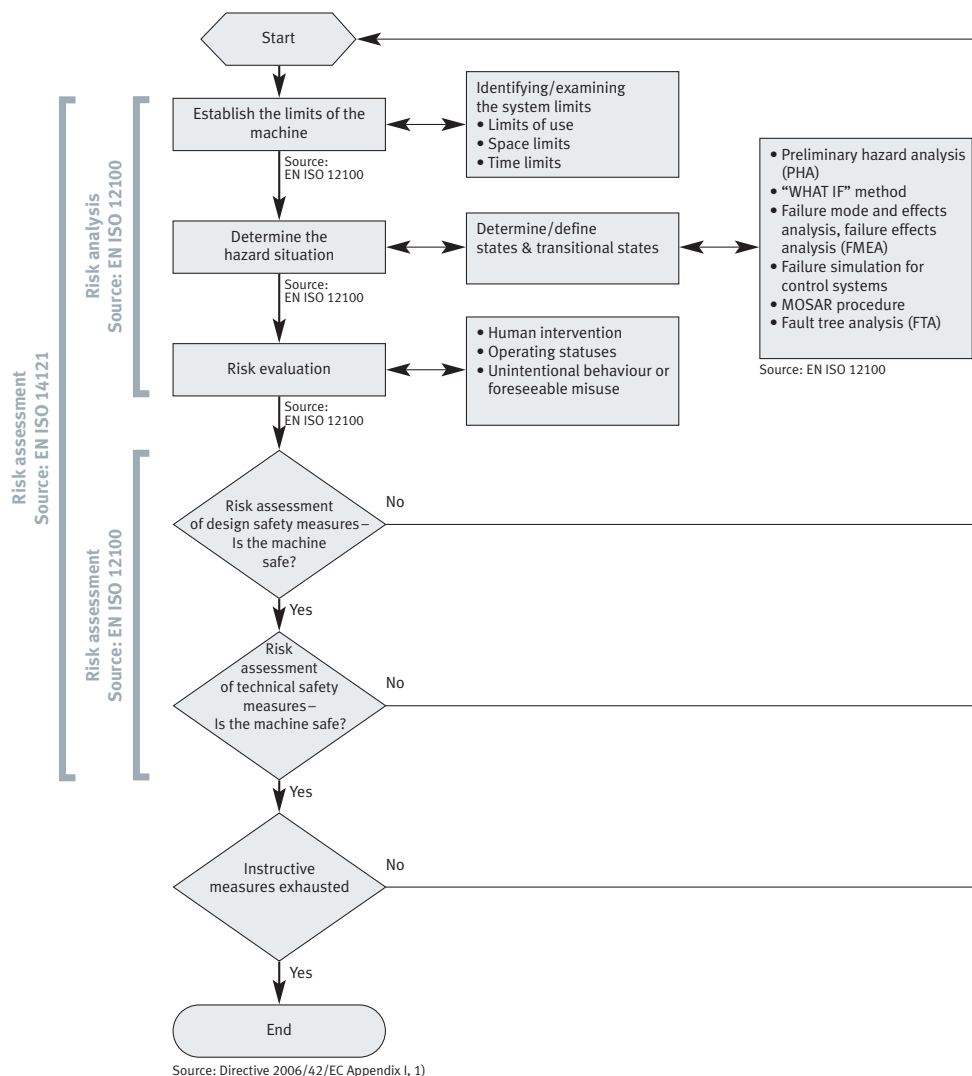 Start
Establish the limits of the
machine
Identifying/examining
the system limits
• Limits of use
• Space limits
• Time limits
Source:
EN ISO 12100
Determine the
hazard situation
Determine/define
states & transitional states
• Preliminary hazard analysis
(PHA)
• “WHAT IF” method
• Failure mode and effects
analysis, failure effects
analysis (FMEA)
• Failure simulation for
control systems
• MOSAR procedure
• Fault tree analysis (FTA)
Source: EN ISO 12100
Source:
EN ISO 12100
Risk evaluation
• Human intervention
• Operating statuses
• Unintentional behaviour or
foreseeable misuse
Source:
EN ISO 12100
Risk analysis
Source: EN ISO 12100
Risk assessment
Source: EN ISO 14121
Risk assessment
Source: EN ISO 12100
Risk assessment
of design safety measures–
Is the machine
safe?
No
Yes
Risk
assessment
of technical safety
measures–
Is the machine safe?
No
Yes
Instructive
measures exhausted
No
Yes
End
Source: Directive 2006/42/EC Appendix I, 1)